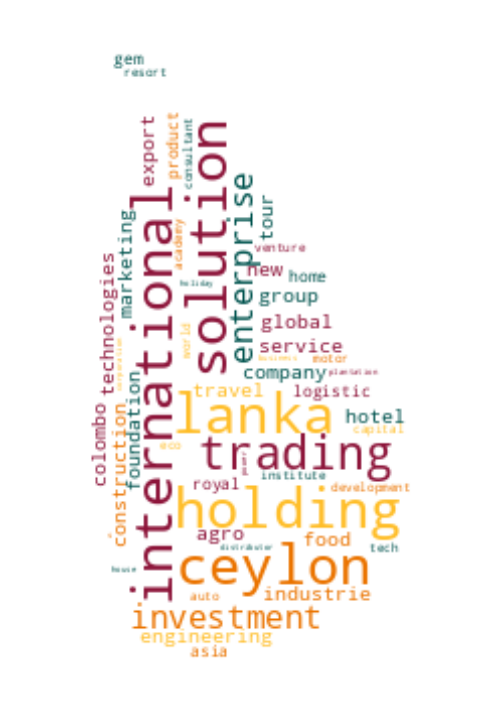 gem
resort
export
product
consultant
solution
international
enterprise
tour
marketing
academy
venture
new
home
holiday
technologies
group
global
world
service
business
motor
corporation
company
plantation
foundation
travel
logistic
lanka
hotel
capital
colombo
construction
eco
trading
power
institute
royal
development
holding
agro
food
distributor
tech
ceylon
house
auto
industrie
investment
engineering
asia